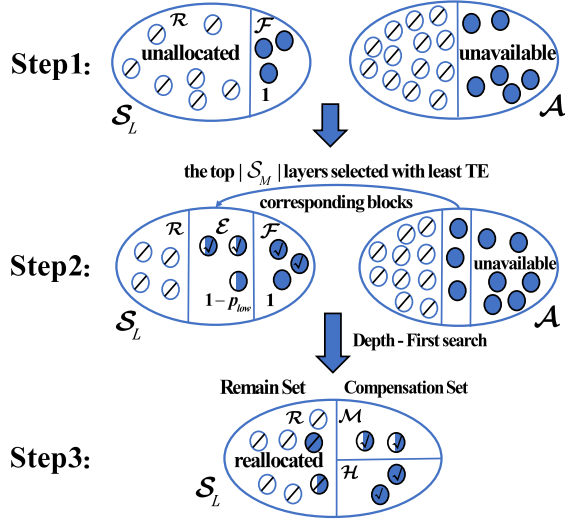 Step1:
ℛ
ℱ
unallocated
1
𝒮_L
unavailable
𝒜
the top | 𝒮_M | layers selected with least TE
corresponding blocks
Step2:
ℛ
ℰ
ℱ
1 − p_low
1
𝒮_L
unavailable
𝒜
Depth - First search
Remain Set
Compensation Set
Step3:
ℛ
ℳ
reallocated
ℋ
𝒮_L